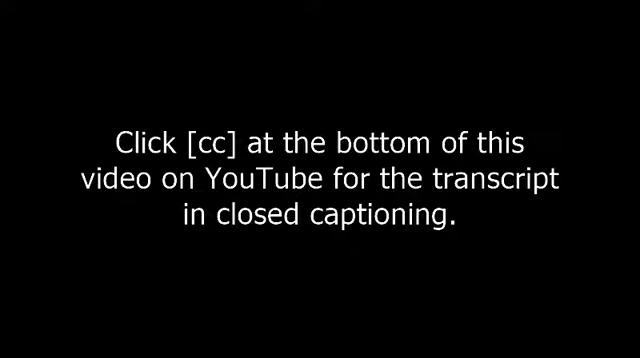 Click [cc] at the bottom of this
video on YouTube for the transcript
in closed captioning.